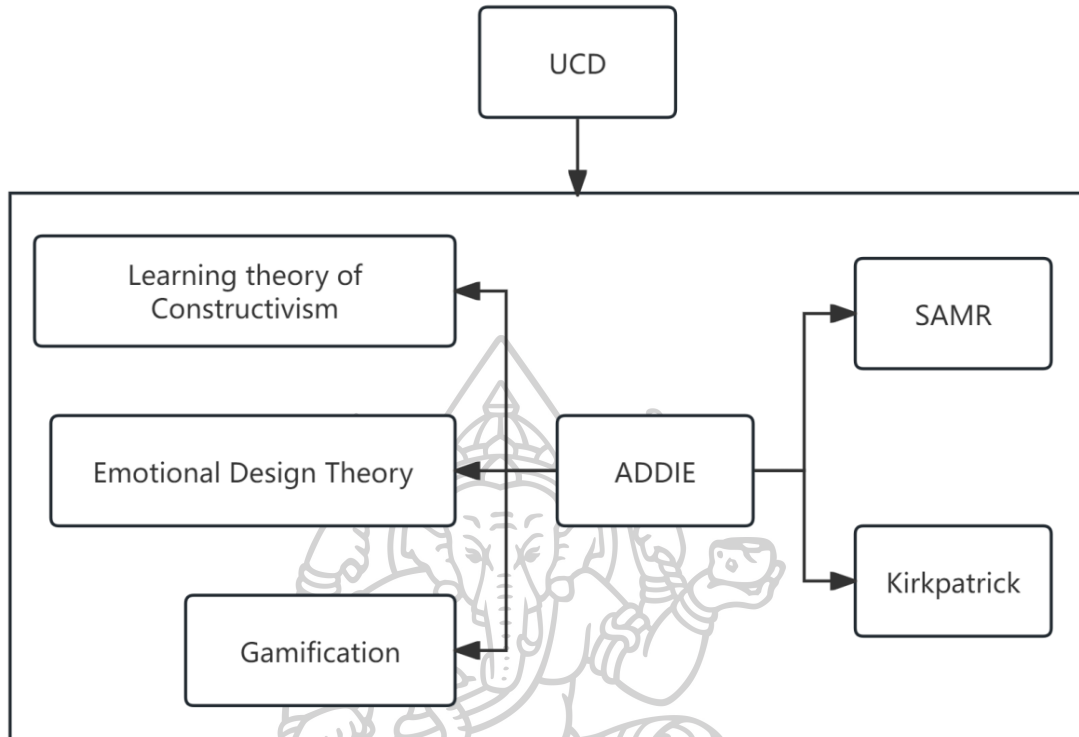 UCD
Learning theory of
Constructivism
SAMR
Emotional Design Theory
ADDIE
Kirkpatrick
Gamification